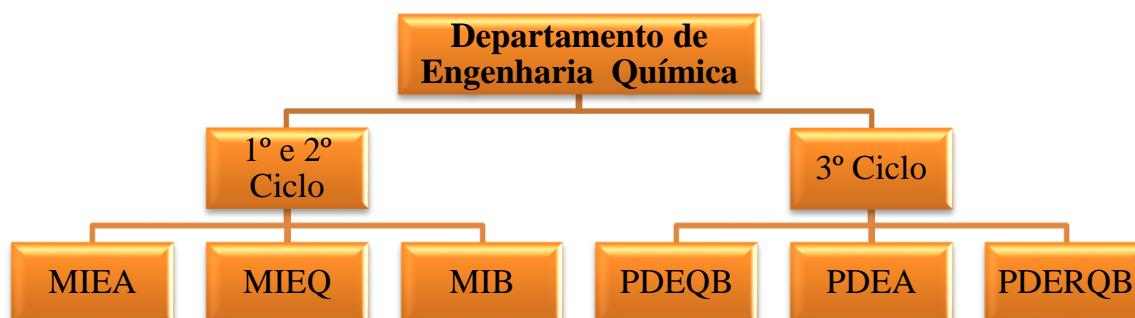 Departamento de
Engenharia Química
1º e 2º
Ciclo
3º Ciclo
MIEA
MIEQ
MIB
PDEQB
PDEA
PDERQB